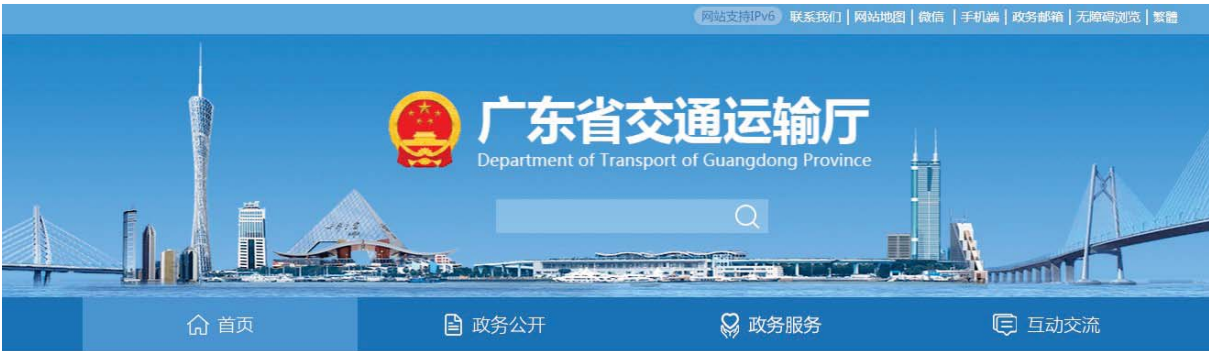 网站支持IPv6 联系我们 | 网站地图 | 微信 | 手机端 | 政务邮箱 | 无障碍浏览 | 繁體
广东省交通运输厅
Department of Transport of Guangdong Province
首页 政务公开 政务服务 互动交流